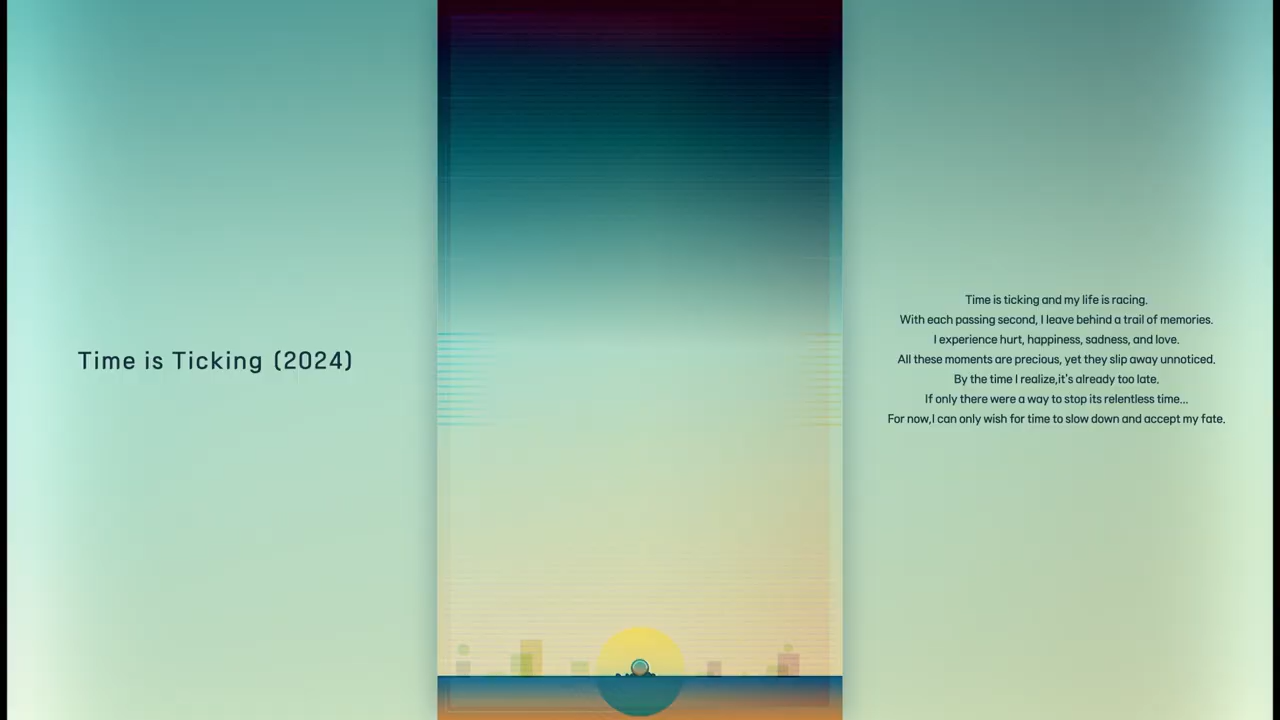 Time is Ticking (2024)
Time is ticking and my life is racing.
With each passing second, I leave behind a trail of memories.
I experience hurt, happiness, sadness, and love.
All these moments are precious, yet they slip away unnoticed.
By the time I realize,it's already too late.
If only there were a way to stop its relentless time...
For now,I can only wish for time to slow down and accept my fate.